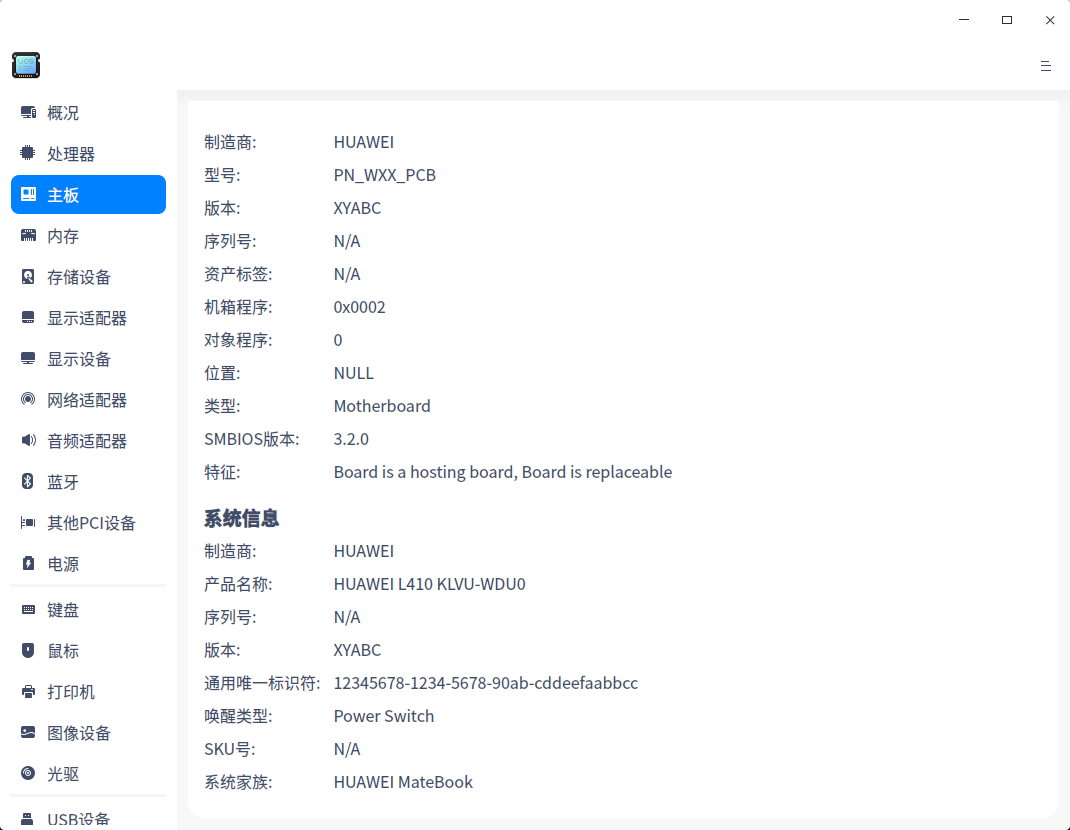 UOS
概况
处理器
主板
内存
存储设备
显示适配器
显示设备
网络适配器
音频适配器
蓝牙
其他PCI设备
电源
键盘
鼠标
打印机
图像设备
光驱
USB设备
制造商: HUAWEI
型号: PN_WXX_PCB
版本: XYABC
序列号: N/A
资产标签: N/A
机箱程序: 0x0002
对象程序: 0
位置: NULL
类型: Motherboard
SMBIOS版本: 3.2.0
特征: Board is a hosting board, Board is replaceable
系统信息
制造商: HUAWEI
产品名称: HUAWEI L410 KLVU-WDU0
序列号: N/A
版本: XYABC
通用唯一标识符: 12345678-1234-5678-90ab-cddeefaabbcc
唤醒类型: Power Switch
SKU号: N/A
系统家族: HUAWEI MateBook